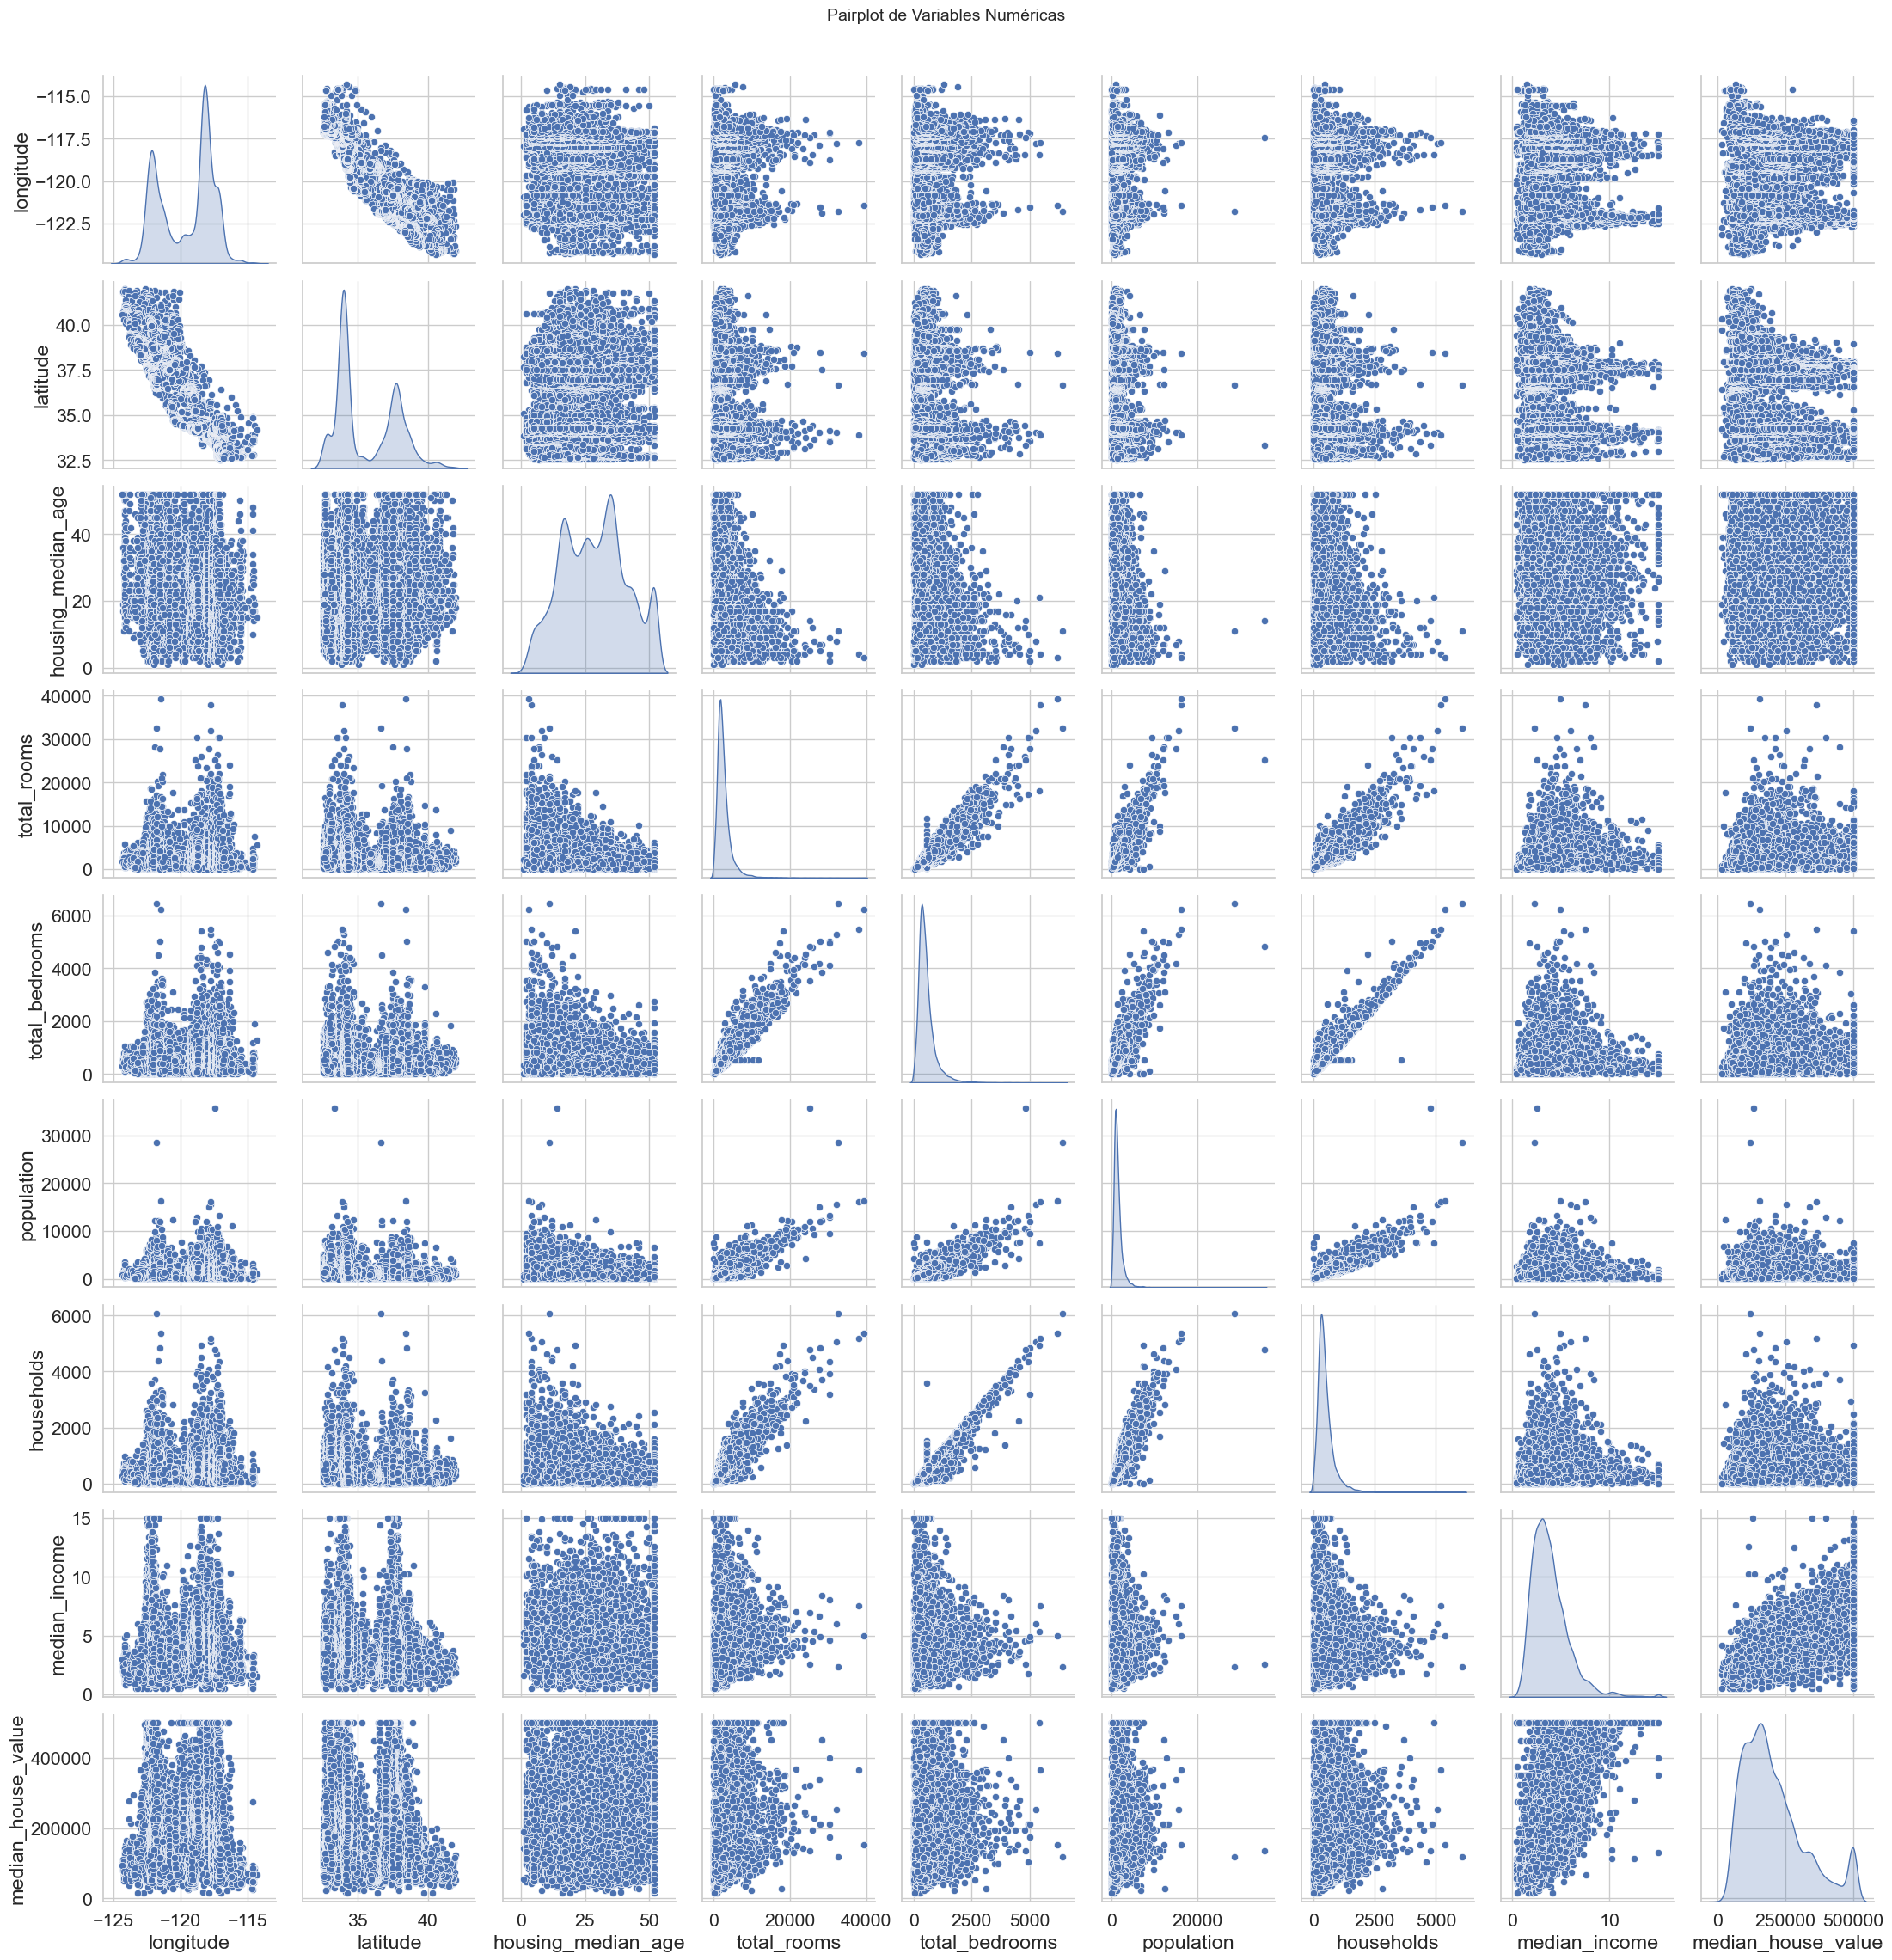 Pairplot de Variables Numéricas
−115.0
−117.5
−120.0
−122.5
longitude
40.0
37.5
35.0
32.5
latitude
40
20
0
housing_median_age
40000
30000
20000
10000
0
total_rooms
6000
4000
2000
0
total_bedrooms
30000
20000
10000
0
population
6000
4000
2000
0
households
15
10
5
0
median_income
400000
200000
0
median_house_value
−125 −120 −115 35 40 0 25 50 0 20000 40000 0 2500 5000 0 20000 0 2500 5000 0 10 0 250000 500000
longitude latitude housing_median_age total_rooms total_bedrooms population households median_income median_house_value